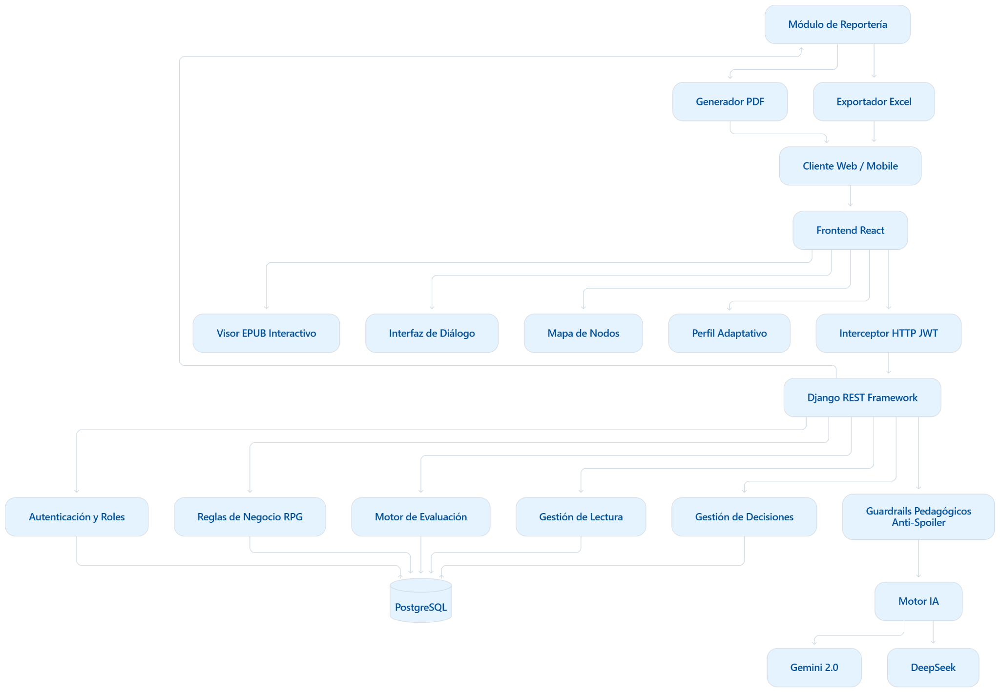 Módulo de Reportería
Generador PDF
Exportador Excel
Cliente Web / Mobile
Frontend React
Visor EPUB Interactivo
Interfaz de Diálogo
Mapa de Nodos
Perfil Adaptativo
Interceptor HTTP JWT
Django REST Framework
Autenticación y Roles
Reglas de Negocio RPG
Motor de Evaluación
Gestión de Lectura
Gestión de Decisiones
Guardrails Pedagógicos
Anti-Spoiler
PostgreSQL
Motor IA
Gemini 2.0
DeepSeek